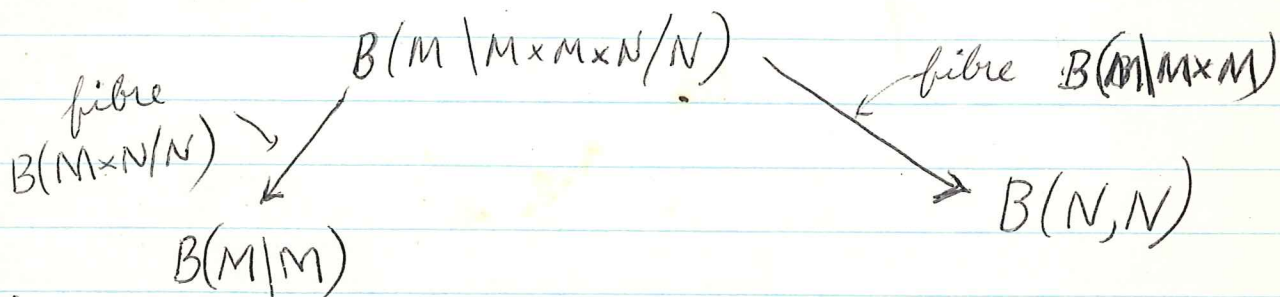 B(M\M×M×N/N)
fibre B(M\M×M)
fibre
B(M×N/N)
B(N,N)
B(M|M)